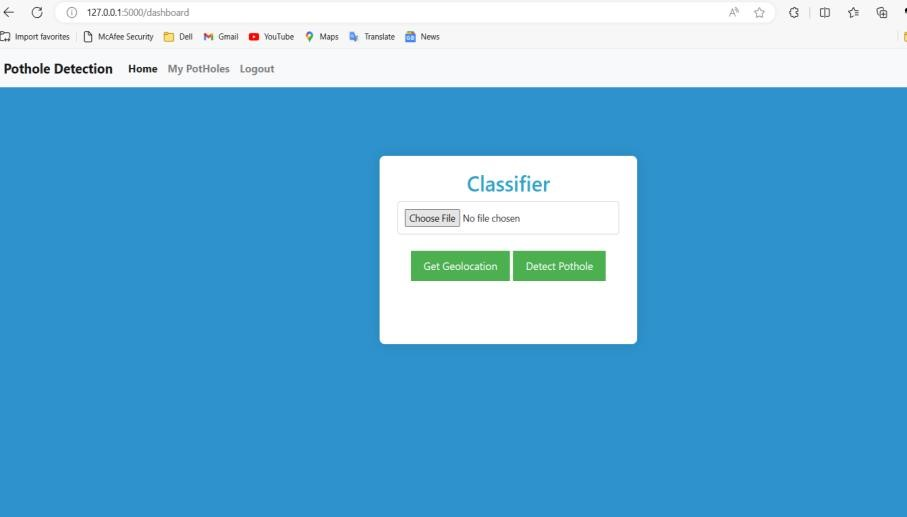 127.0.0.1:5000/dashboard
Import favorites McAfee Security Dell Gmail YouTube Maps Translate News
Pothole Detection Home My PotHoles Logout
Classifier
Choose File No file chosen
Get Geolocation Detect Pothole